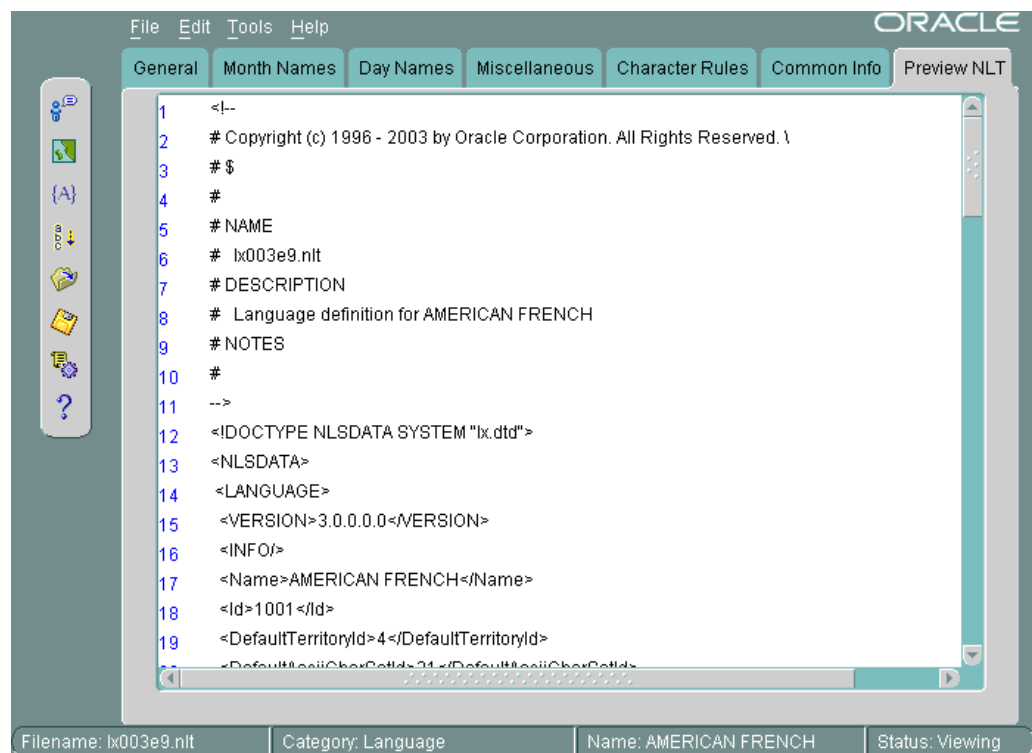 File Edit Tools Help
ORACLE
General Month Names Day Names Miscellaneous Character Rules Common Info Preview NLT
{A}
a
b
c
?
1 <!--
2 # Copyright (c) 1996 - 2003 by Oracle Corporation. All Rights Reserved. \
3 # $
4 #
5 # NAME
6 # lx003e9.nlt
7 # DESCRIPTION
8 # Language definition for AMERICAN FRENCH
9 # NOTES
10 #
11 -->
12 <!DOCTYPE NLSDATA SYSTEM "lx.dtd">
13 <NLSDATA>
14 <LANGUAGE>
15 <VERSION>3.0.0.0.0</VERSION>
16 <INFO/>
17 <Name>AMERICAN FRENCH</Name>
18 <Id>1001</Id>
19 <DefaultTerritoryId>4</DefaultTerritoryId>
<DefaultAsciiCharSetId>31</DefaultAsciiCharSetId>
Filename: lx003e9.nlt Category: Language Name: AMERICAN FRENCH Status: Viewing